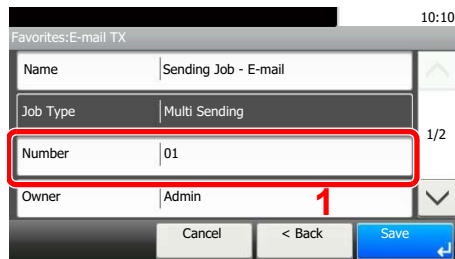 10:10
Favorites:E-mail TX
Name Sending Job - E-mail
Job Type Multi Sending
1/2
Number 01
Owner Admin
1
Cancel < Back Save